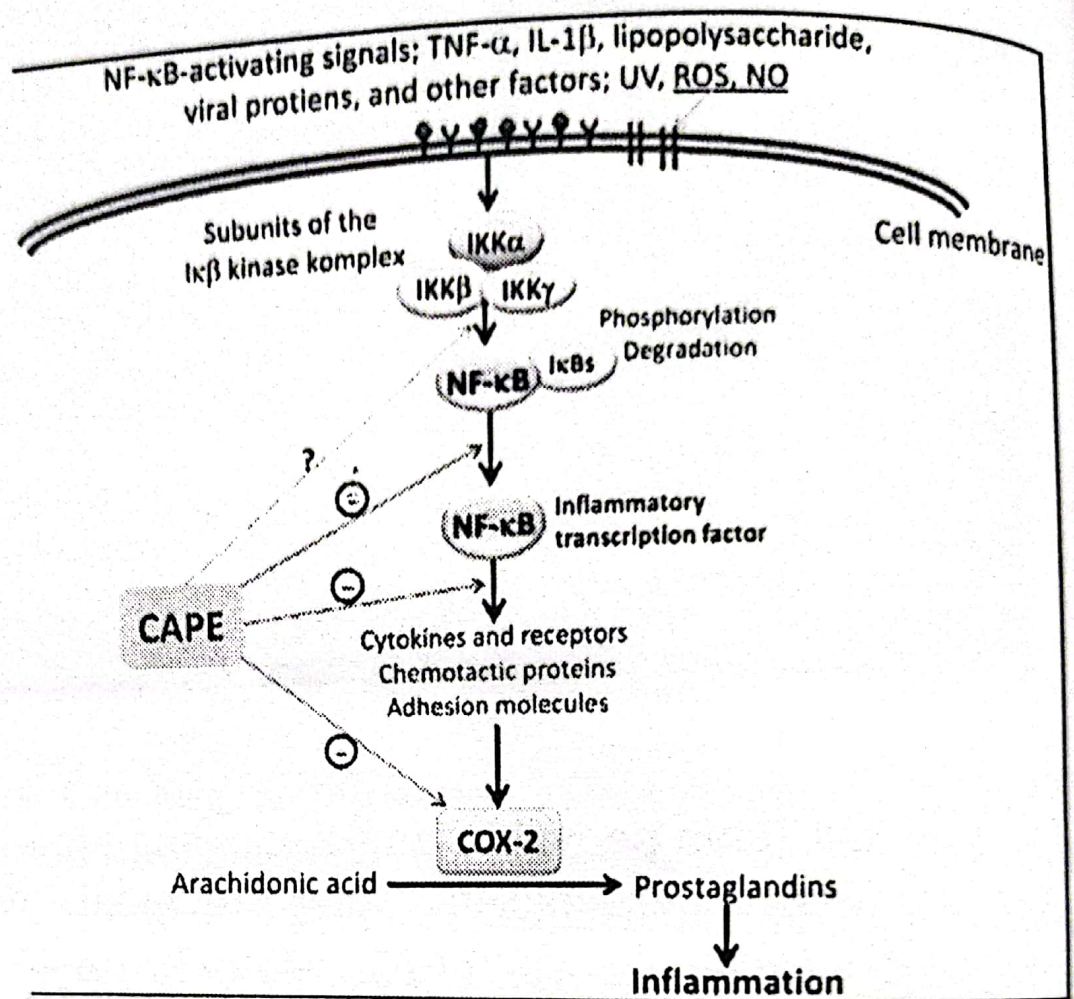 NF-κB-activating signals; TNF-α, IL-1β, lipopolysaccharide,
viral protiens, and other factors; UV, ROS, NO
Cell membrane
Subunits of the
Iκβ kinase komplex
IKKα
IKKβ
IKKγ
Phosphorylation
Degradation
NF-κB
IκBs
?
-
NF-κB
Inflammatory
transcription factor
-
CAPE
Cytokines and receptors
Chemotactic proteins
Adhesion molecules
-
COX-2
Arachidonic acid
Prostaglandins
Inflammation